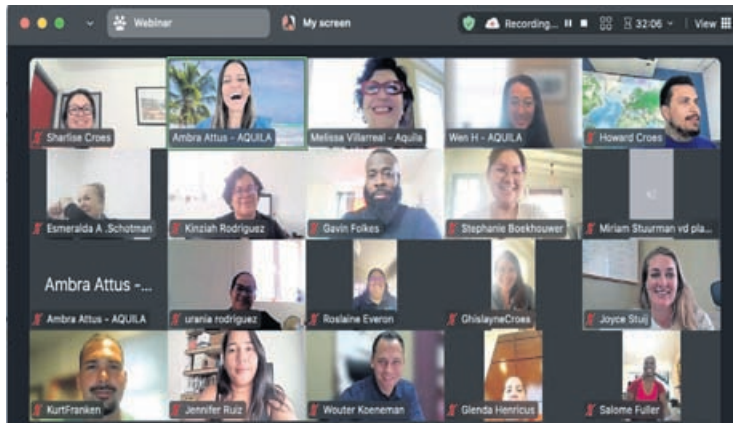 Webinar
My screen
Recording...
32:06
View
Sharlise Croes
Ambra Attus - AQUILA
Melissa Villarreal - Aquila
Wen H - AQUILA
Howard Croes
Esmeralda A .Schotman
Kinziah Rodriguez
Gavin Folkes
Stephanie Boekhouwer
Miriam Stuurman vd pla...
Ambra Attus -...
Ambra Attus - AQUILA
urania rodriguez
Roslaine Everon
GhislayneCroes
Joyce Stuij
KurtFranken
Jennifer Ruiz
Wouter Koeneman
Glenda Henricus
Salome Fuller